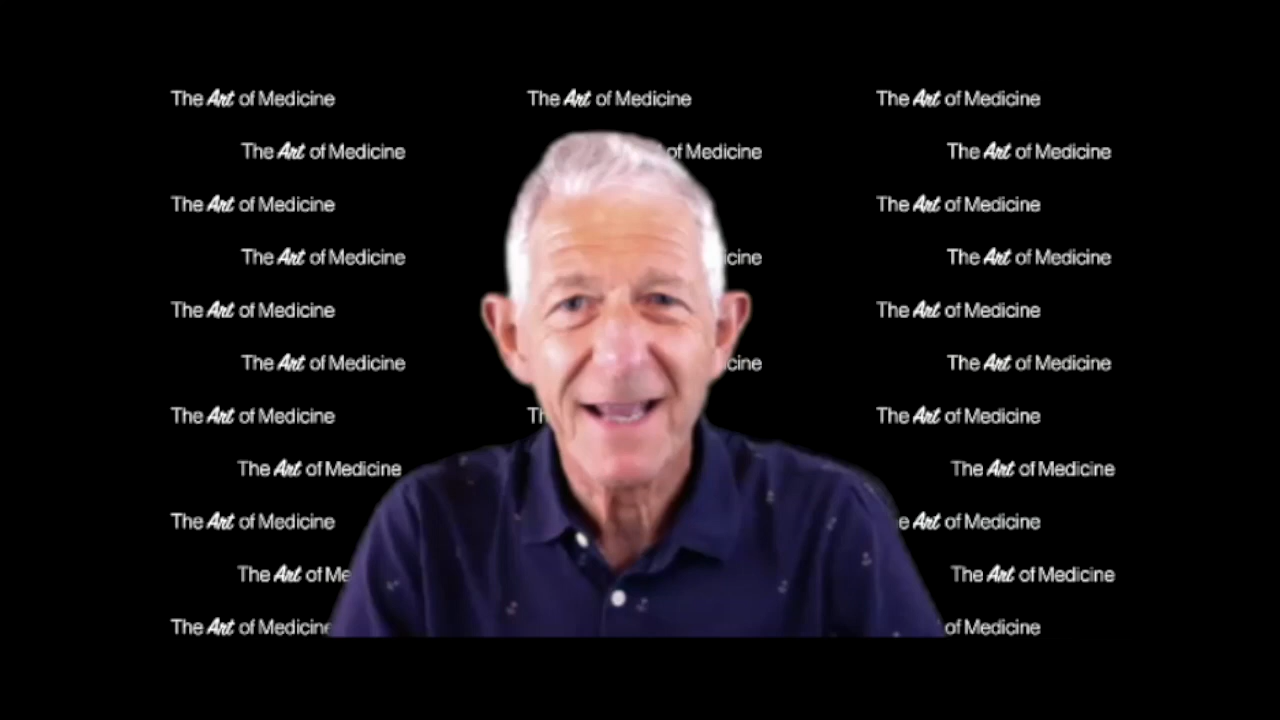 The Art of Medicine The Art of Medicine The Art of Medicine
The Art of Medicine of Medicine The Art of Medicine
The Art of Medicine The Art of Medicine
The Art of Medicine icine The Art of Medicine
The Art of Medicine The Art of Medicine
The Art of Medicine cine The Art of Medicine
The Art of Medicine Th The Art of Medicine
The Art of Medicine The Art of Medicine
The Art of Medicine e Art of Medicine
The Art of Me The Art of Medicine
The Art of Medicine of Medicine